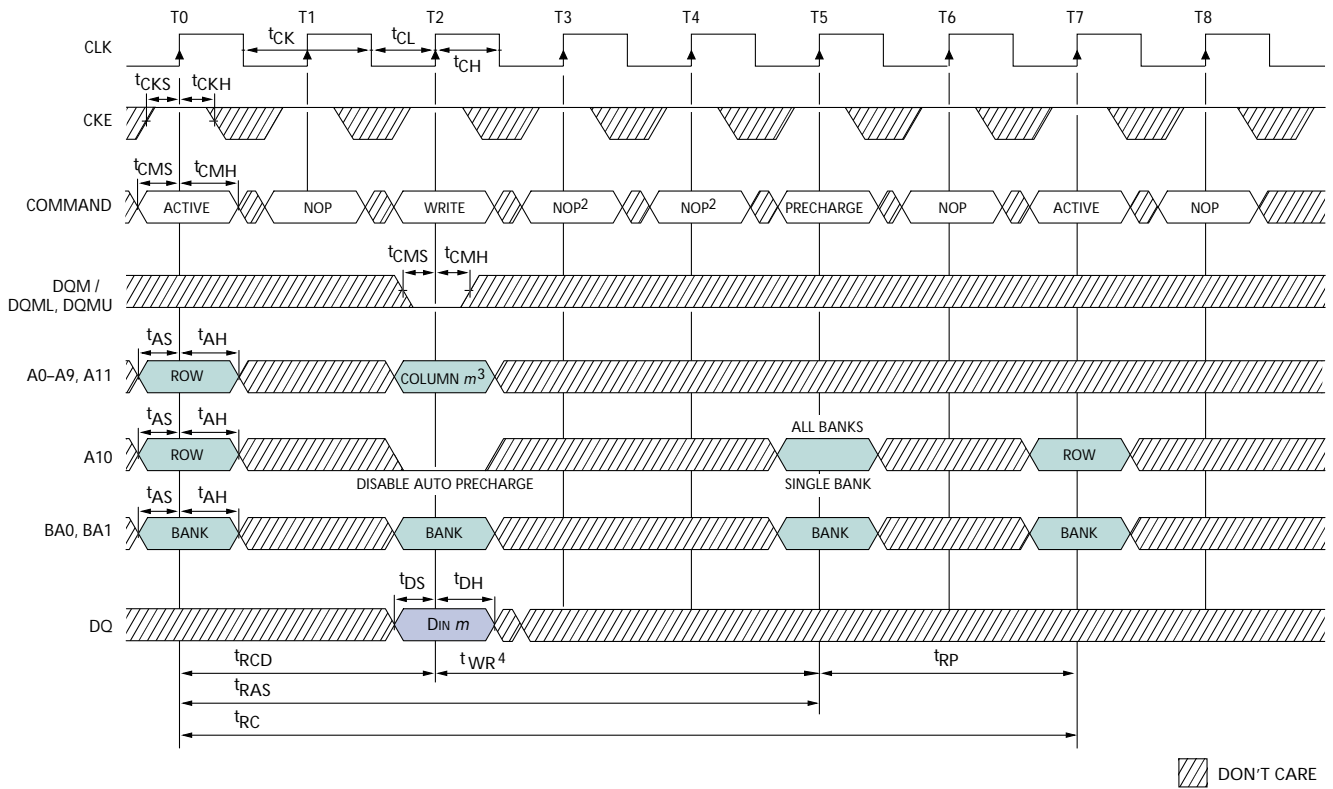 T0 T1 T2 T3 T4 T5 T6 T7 T8
CLK
tCK tCL
tCH
tCKS tCKH
CKE
tCMS tCMH
COMMAND ACTIVE NOP WRITE NOP2 NOP2 PRECHARGE NOP ACTIVE NOP
tCMS tCMH
DQM /
DQML, DQMU
tAS tAH
A0–A9, A11 ROW COLUMN m3
tAS tAH ALL BANKS
A10 ROW ROW
DISABLE AUTO PRECHARGE SINGLE BANK
tAS tAH
BA0, BA1 BANK BANK BANK BANK
tDS tDH
DQ DIN m
tRCD tWR4 tRP
tRAS
tRC
DON'T CARE